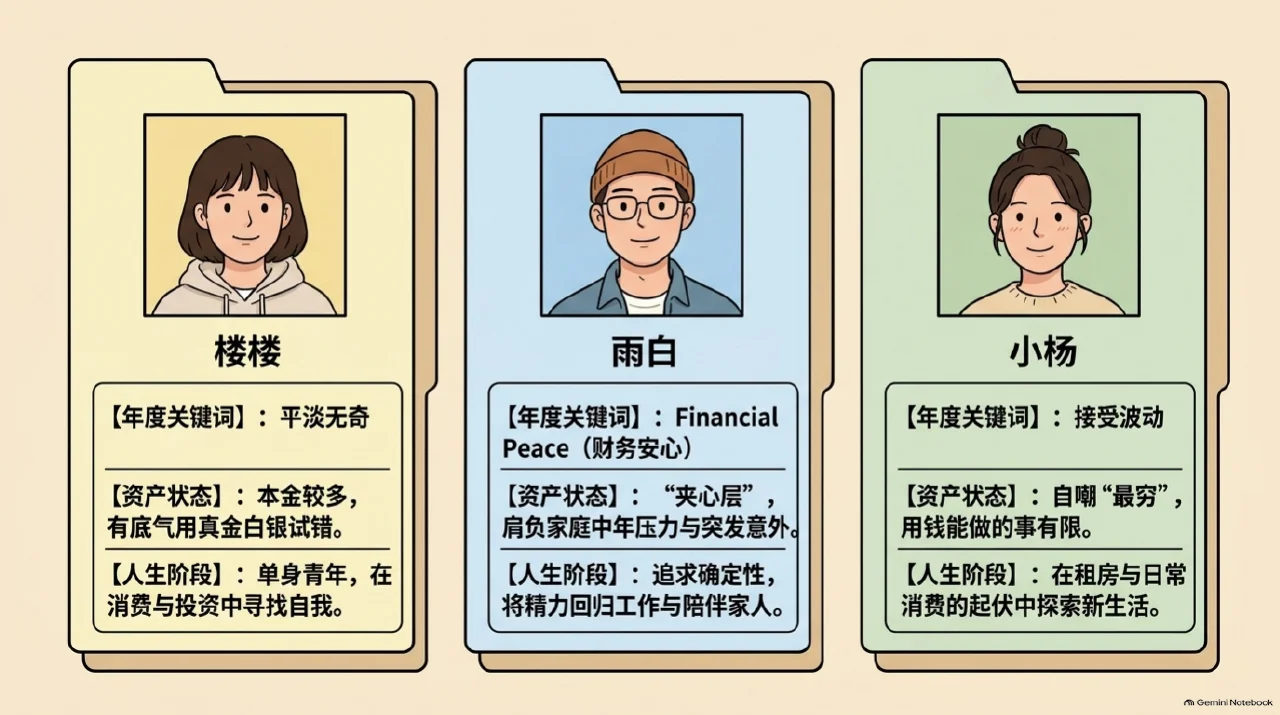 楼楼
【年度关键词】：平淡无奇
【资产状态】：本金较多，
有底气用真金白银试错。
【人生阶段】：单身青年，在
消费与投资中寻找自我。
雨白
【年度关键词】：Financial
Peace（财务安心）
【资产状态】：“夹心层”，
肩负家庭中年压力与突发意外。
【人生阶段】：追求确定性，
将精力回归工作与陪伴家人。
小杨
【年度关键词】：接受波动
【资产状态】：自嘲“最穷”，
用钱能做的事有限。
【人生阶段】：在租房与日常
消费的起伏中探索新生活。
Gemini Notebook